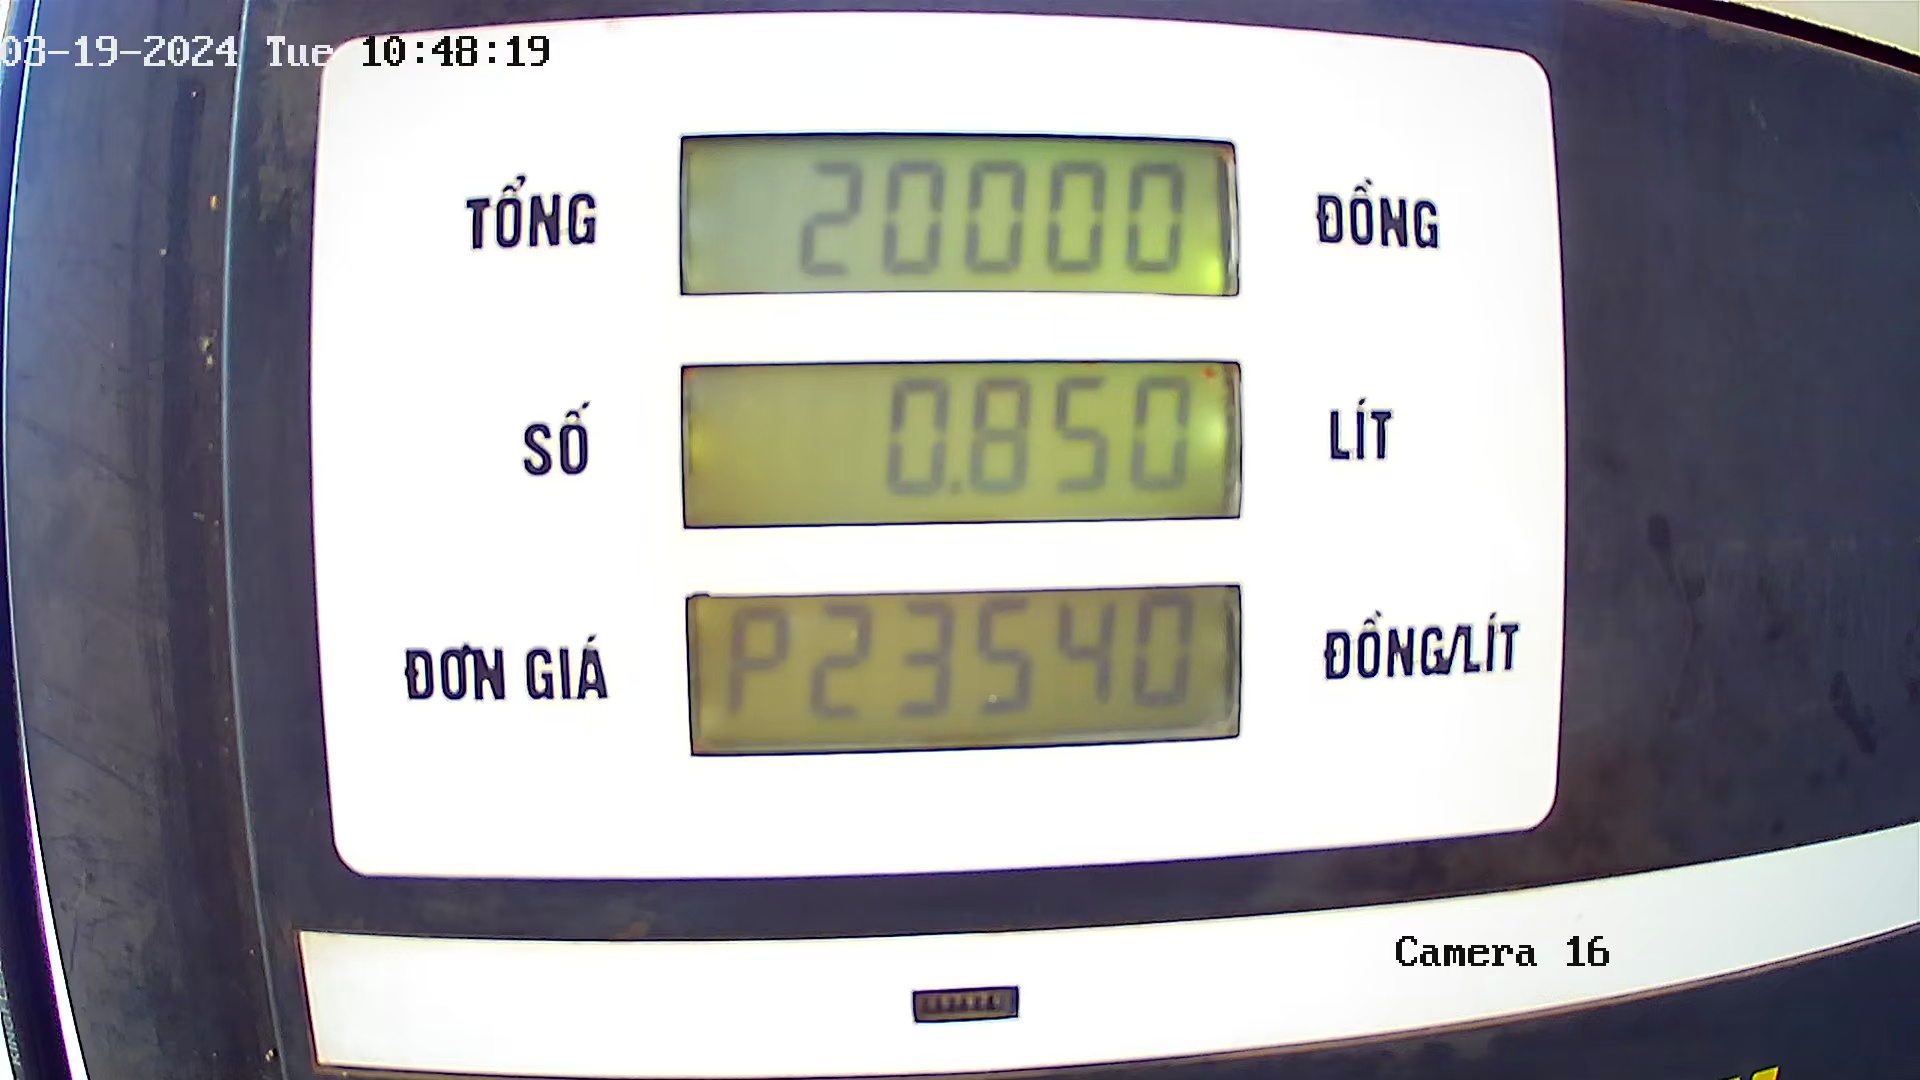 03-19-2024 Tue 10:48:19
TỔNG 20000 ĐỒNG
SỐ 0.850 LÍT
ĐƠN GIÁ P23540 ĐỒNG/LÍT
Camera 16